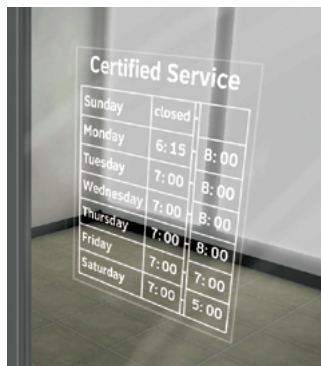 Certified Service
Sunday closed -
Monday 6:15 - 8:00
Tuesday 7:00 - 8:00
Wednesday 7:00 - 8:00
Thursday 7:00 - 8:00
Friday 7:00 - 7:00
Saturday 7:00 - 5:00